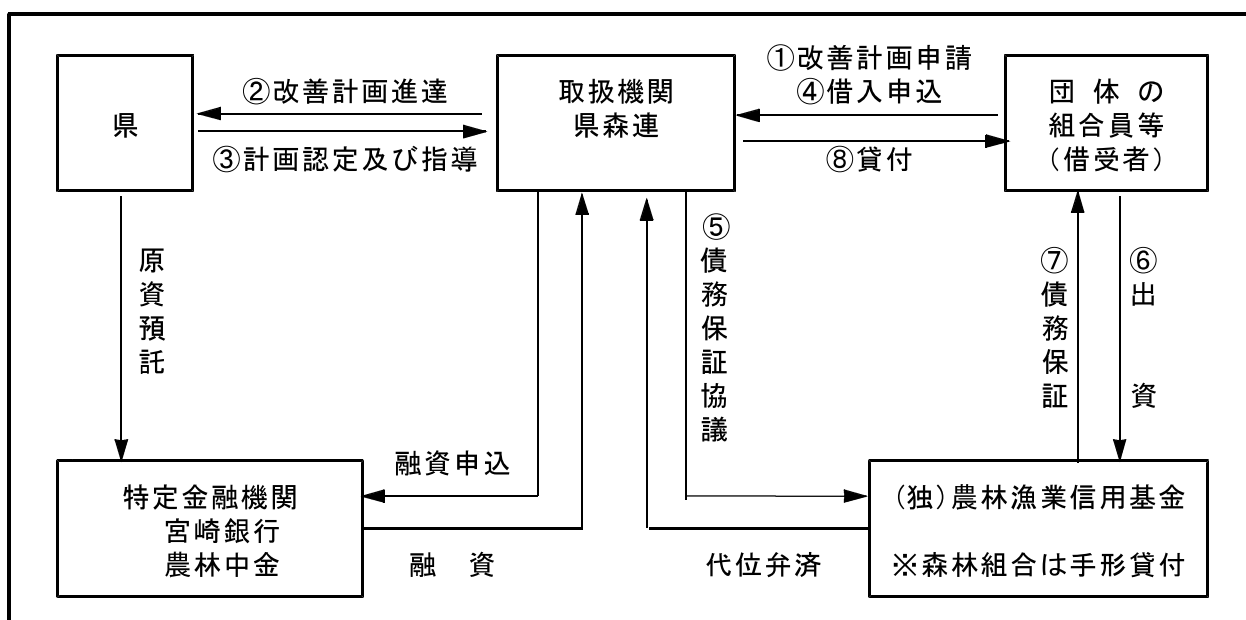 県
②改善計画進達
③計画認定及び指導
取扱機関
県森連
①改善計画申請
④借入申込
⑧貸付
団体の
組合員等
(借受者)
原資預託
⑤債務保証協議
⑦債務保証
⑥出資
融資申込
融資
代位弁済
特定金融機関
宮崎銀行
農林中金
(独)農林漁業信用基金
※森林組合は手形貸付